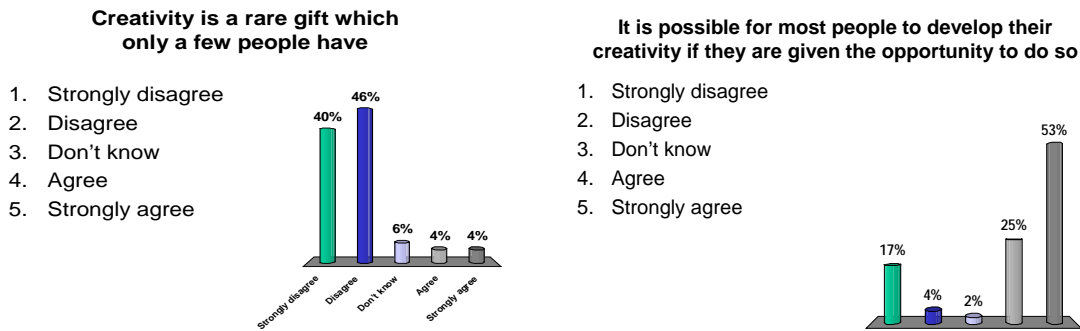 Creativity is a rare gift which
only a few people have
1. Strongly disagree
2. Disagree
3. Don't know
4. Agree
5. Strongly agree
40%
46%
6%
4%
4%
Strongly disagree
Disagree
Don't know
Agree
Strongly agree
It is possible for most people to develop their
creativity if they are given the opportunity to do so
1. Strongly disagree
2. Disagree
3. Don't know
4. Agree
5. Strongly agree
17%
4%
2%
25%
53%